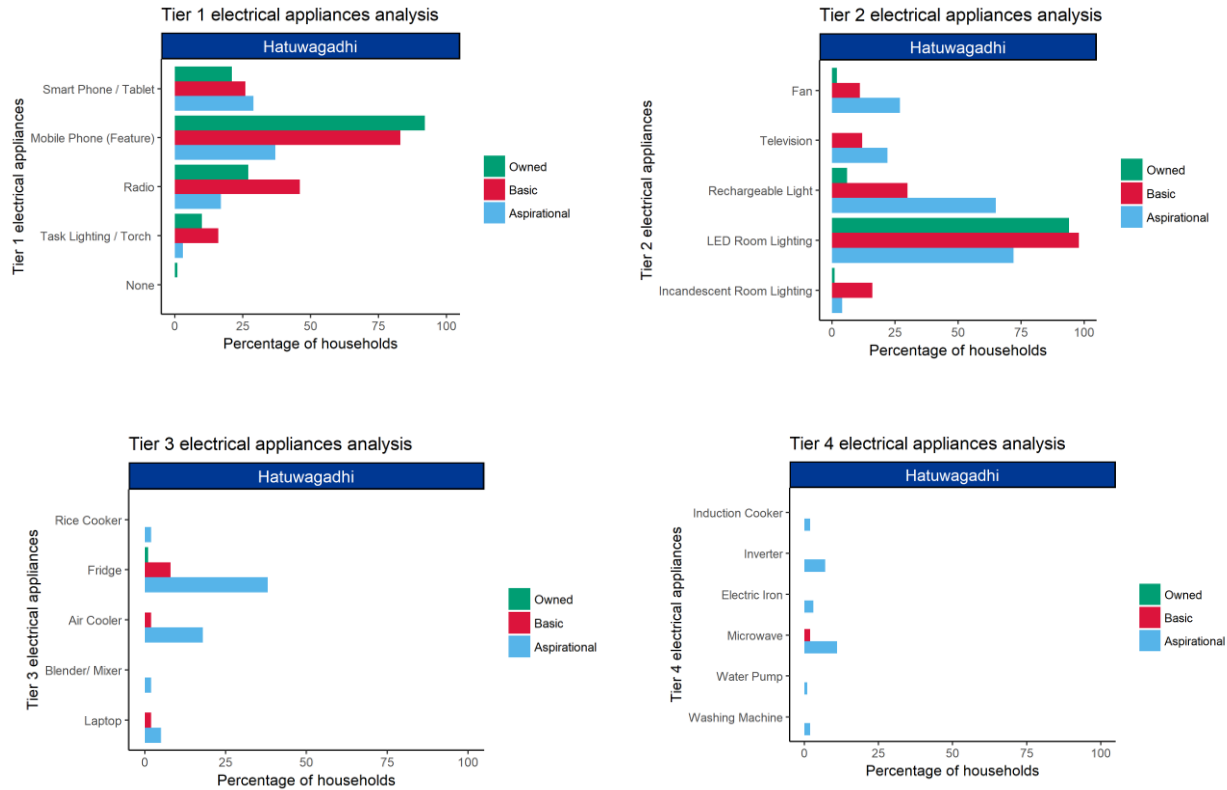 Tier 1 electrical appliances analysis
Hatuwagadhi
Tier 1 electrical appliances
Smart Phone / Tablet
Mobile Phone (Feature)
Radio
Task Lighting / Torch
None
0 25 50 75 100
Percentage of households
Owned
Basic
Aspirational
Tier 2 electrical appliances analysis
Hatuwagadhi
Tier 2 electrical appliances
Fan
Television
Rechargeable Light
LED Room Lighting
Incandescent Room Lighting
0 25 50 75 100
Percentage of households
Owned
Basic
Aspirational
Tier 3 electrical appliances analysis
Hatuwagadhi
Tier 3 electrical appliances
Rice Cooker
Fridge
Air Cooler
Blender/ Mixer
Laptop
0 25 50 75 100
Percentage of households
Owned
Basic
Aspirational
Tier 4 electrical appliances analysis
Hatuwagadhi
Tier 4 electrical appliances
Induction Cooker
Inverter
Electric Iron
Microwave
Water Pump
Washing Machine
0 25 50 75 100
Percentage of households
Owned
Basic
Aspirational